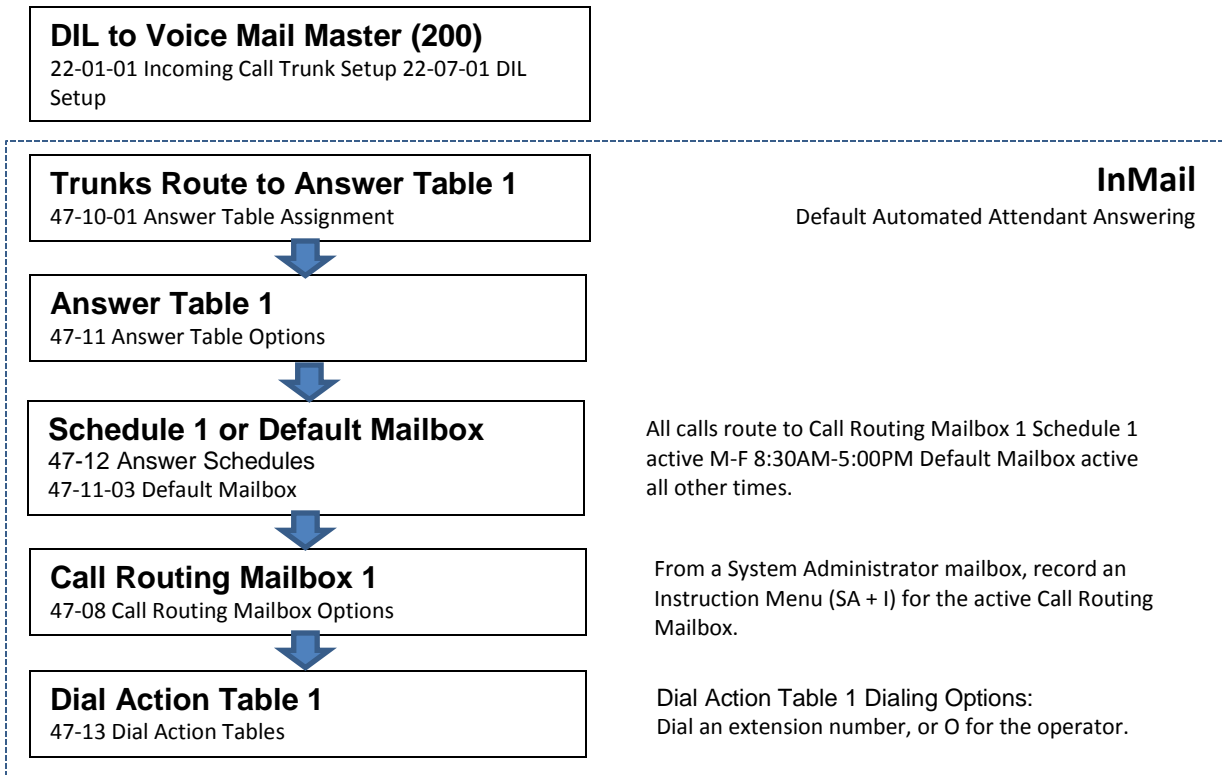 DIL to Voice Mail Master (200)
22-01-01 Incoming Call Trunk Setup 22-07-01 DIL
Setup
Trunks Route to Answer Table 1
47-10-01 Answer Table Assignment
InMail
Default Automated Attendant Answering
Answer Table 1
47-11 Answer Table Options
Schedule 1 or Default Mailbox
47-12 Answer Schedules
47-11-03 Default Mailbox
All calls route to Call Routing Mailbox 1 Schedule 1
active M-F 8:30AM-5:00PM Default Mailbox active
all other times.
Call Routing Mailbox 1
47-08 Call Routing Mailbox Options
From a System Administrator mailbox, record an
Instruction Menu (SA + I) for the active Call Routing
Mailbox.
Dial Action Table 1
47-13 Dial Action Tables
Dial Action Table 1 Dialing Options:
Dial an extension number, or O for the operator.